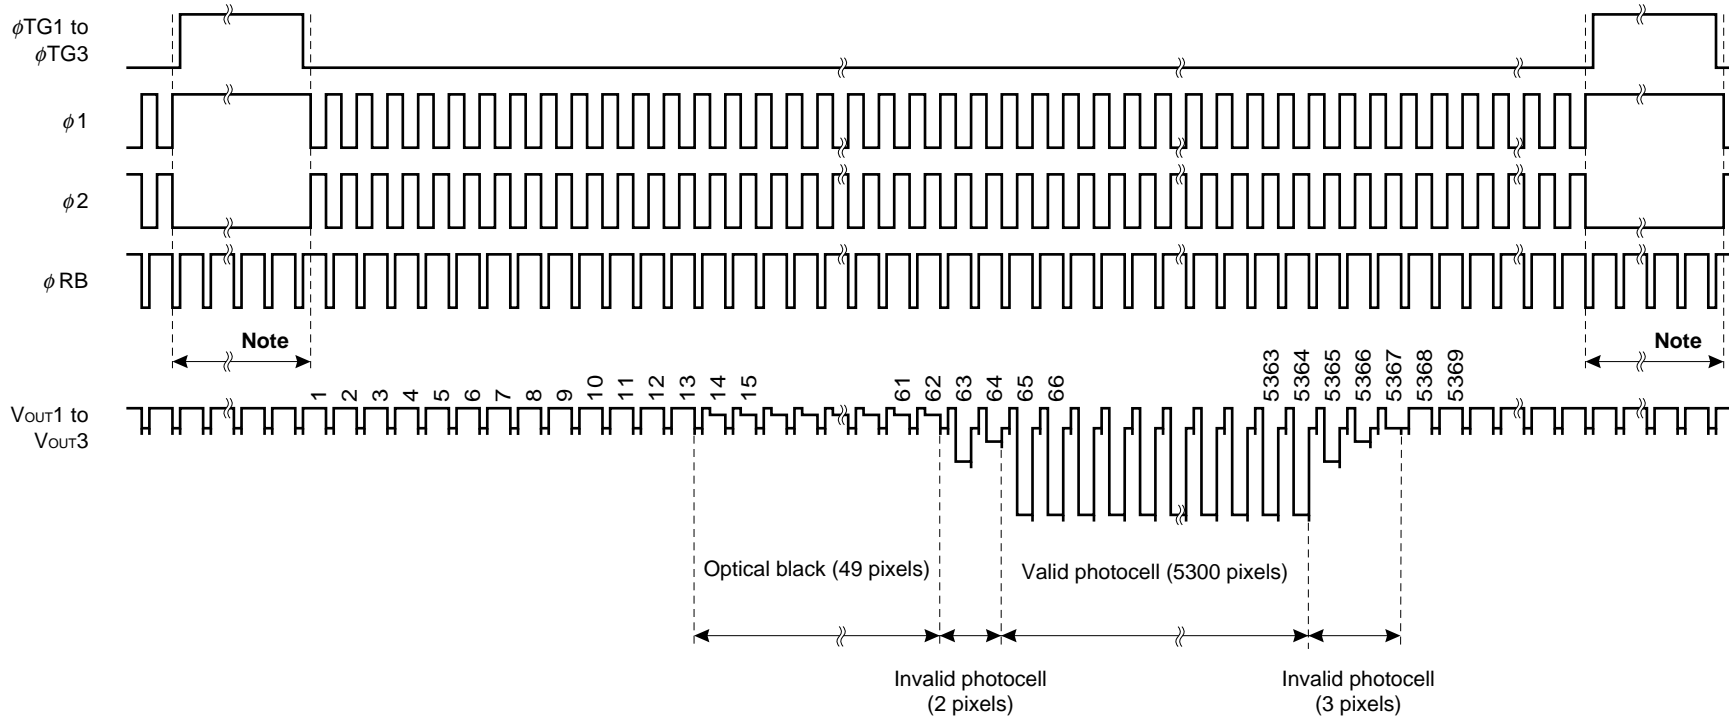 ϕTG1 to
ϕTG3
ϕ1
ϕ2
ϕRB
Note
Note
VOUT1 to
VOUT3
1 2 3 4 5 6 7 8 9 10 11 12 13 14 15 61 62 63 64 65 66 5363 5364 5365 5366 5367 5368 5369
Optical black (49 pixels)
Valid photocell (5300 pixels)
Invalid photocell
(2 pixels)
Invalid photocell
(3 pixels)